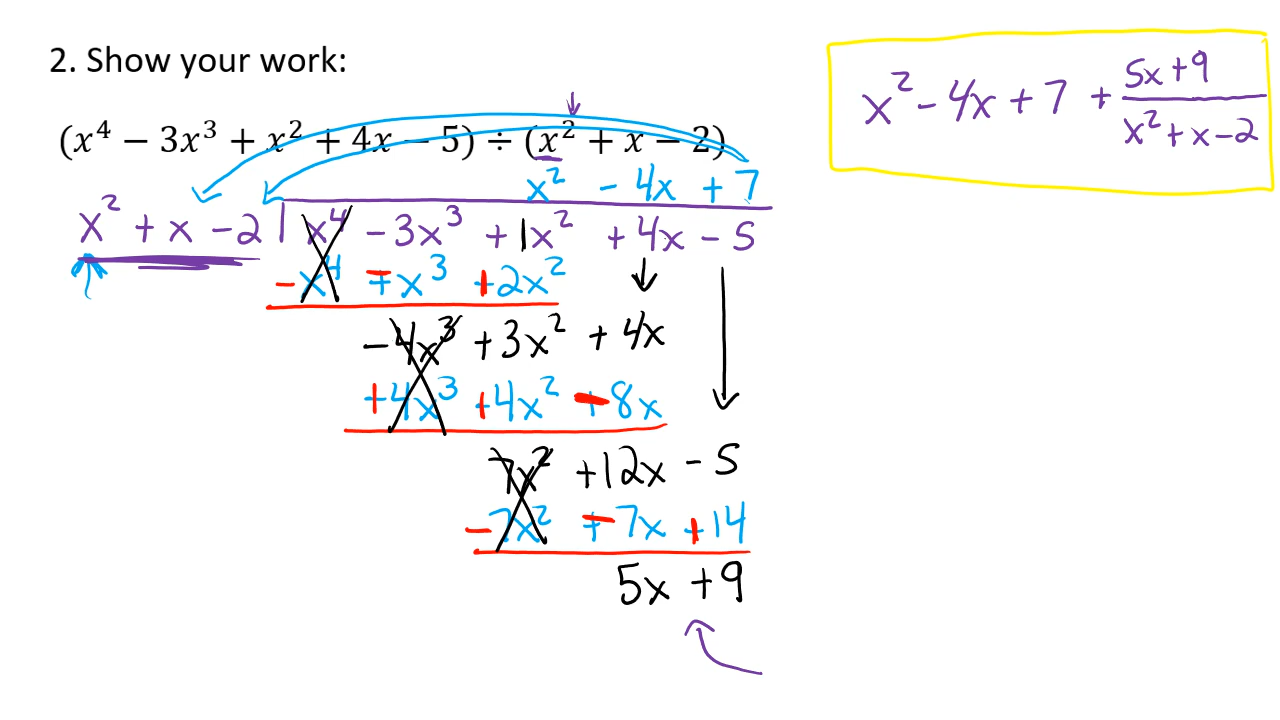 2. Show your work:
x² - 4x + 7 + (5x+9)/(x²+x-2)
(x⁴ − 3x³ + x² + 4x − 5) ÷ (x² + x − 2)
x² - 4x + 7
x² + x - 2 | x⁴ - 3x³ + 1x² + 4x - 5
- x⁴ - x³ + 2x²
- 4x³ + 3x² + 4x
+ 4x³ + 4x² - 8x
7x² + 12x - 5
- 7x² - 7x + 14
5x + 9